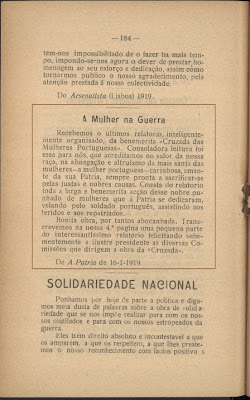 — 184 —
tem-nos impossibilitado de o fazer ha mais tem-
po, impondo-se-nos agora o dever de prestar ho-
menagem ao seu esforço e dedicação, assim como
tornarmos publico o nosso agradecimento, pela
atenção prestada á nossa colectividade.
Do Arsenalista (Lisboa) 1919.
A Mulher na Guerra
Recebemos o ultimos relatorio, inteligente-
mente organisado, da benemerita «Cruzada das
Mulheres Portuguesas». Consoladora leitura foi
essa para nós, que acreditamos no valor da nossa
raça, na abnegação e altruismo da mais santa das
mulheres—a mulher portuguesa—carinhosa, aman-
te da sua Patria, sempre pronta a sacrificar-se
pelas justas e nobres causas. Consta do relatorio
toda a larga e benemerita acção desse nobre pu-
nhado de mulheres que á Patria se dedicaram,
velando pelo soldado português, assistindo aos
feridos e aos repatriados.
Bonita obra, por tantos abocanhada. Trans-
crevemos na nossa 4.ª pagina uma pequena parte
do interessantissimo relatorio felicitando vehe-
mentemente a ilustre presidente as diversas Co-
missões que dirigem a obra da «Cruzada».
De A Patria de 16-1-1919.
SOLIDARIEDADE NACIONAL
Ponhamos por hoje de parte a politica e diga-
mos meia duzia de palavras sobre a obra de solida-
riedade que se nos impõe realizar para com os nos-
sos mutilados e para com os nossos estropeados da
guerra.
Eles teem direito absoluto e incontestavel a que
os amparem, a que os respeitem, a que lhes preste-
mos o nosso reconhecimento com factos positivos e